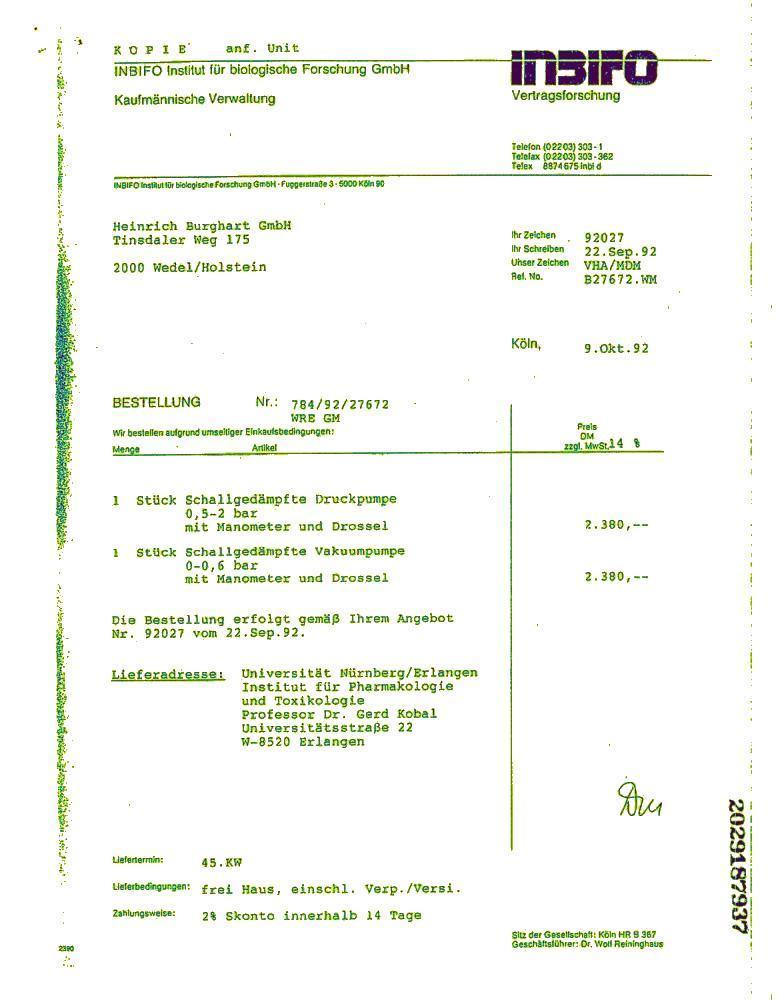 K O P I E    anf. Unit
INBIFO Institut für biologische Forschung GmbH
Kaufmännische Verwaltung
INBIFO
Vertragsforschung
Telefon (02203) 303-1
Telefax (02203) 303-362
Telex 8874675 inbi d
INBIFO Institut für biologische Forschung GmbH · Fuggerstraße 3 · 5000 Köln 90
Heinrich Burghart GmbH
Tinsdaler Weg 175
2000 Wedel/Holstein
Ihr Zeichen 92027
Ihr Schreiben 22.Sep.92
Unser Zeichen VHA/MDM
Ref. No. B27672.WM
Köln, 9.Okt.92
BESTELLUNG Nr.: 784/92/27672
WRE GM
Wir bestellen aufgrund umseitiger Einkaufsbedingungen:
Menge Artikel
Preis
DM
zzgl. MwSt. 14 %
1 Stück Schallgedämpfte Druckpumpe
0,5-2 bar
mit Manometer und Drossel 2.380,--
1 Stück Schallgedämpfte Vakuumpumpe
0-0,6 bar
mit Manometer und Drossel 2.380,--
Die Bestellung erfolgt gemäß Ihrem Angebot
Nr. 92027 vom 22.Sep.92.
Lieferadresse: Universität Nürnberg/Erlangen
Institut für Pharmakologie
und Toxikologie
Professor Dr. Gerd Kobal
Universitätsstraße 22
W-8520 Erlangen
Liefertermin: 45.KW
Lieferbedingungen: frei Haus, einschl. Verp./Versi.
Zahlungsweise: 2% Skonto innerhalb 14 Tage
Sitz der Gesellschaft: Köln HR B 367
Geschäftsführer: Dr. Wolf Reininghaus
2390
2029187937